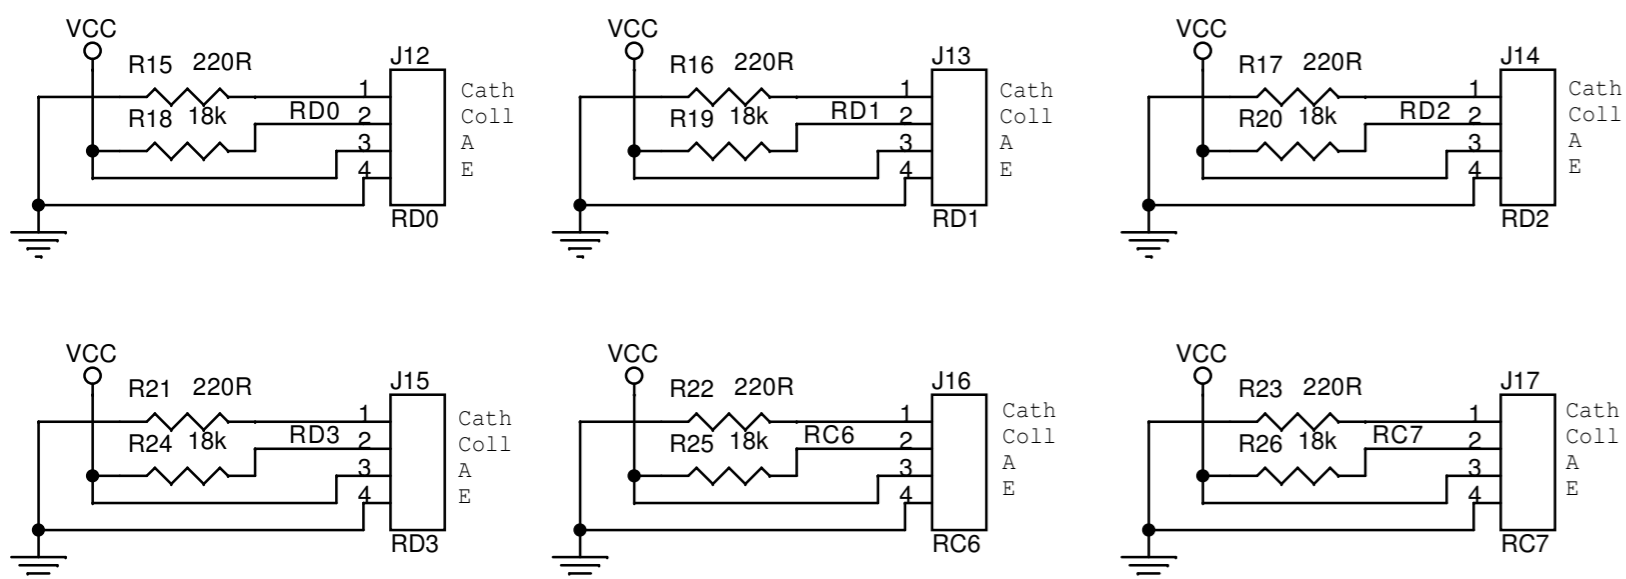 VCC
R15 220R
J12
1
Cath
R18 18k
RD0
2
Coll
3
A
4
E
RD0
VCC
R16 220R
J13
1
Cath
R19 18k
RD1
2
Coll
3
A
4
E
RD1
VCC
R17 220R
J14
1
Cath
R20 18k
RD2
2
Coll
3
A
4
E
RD2
VCC
R21 220R
J15
1
Cath
R24 18k
RD3
2
Coll
3
A
4
E
RD3
VCC
R22 220R
J16
1
Cath
R25 18k
RC6
2
Coll
3
A
4
E
RC6
VCC
R23 220R
J17
1
Cath
R26 18k
RC7
2
Coll
3
A
4
E
RC7